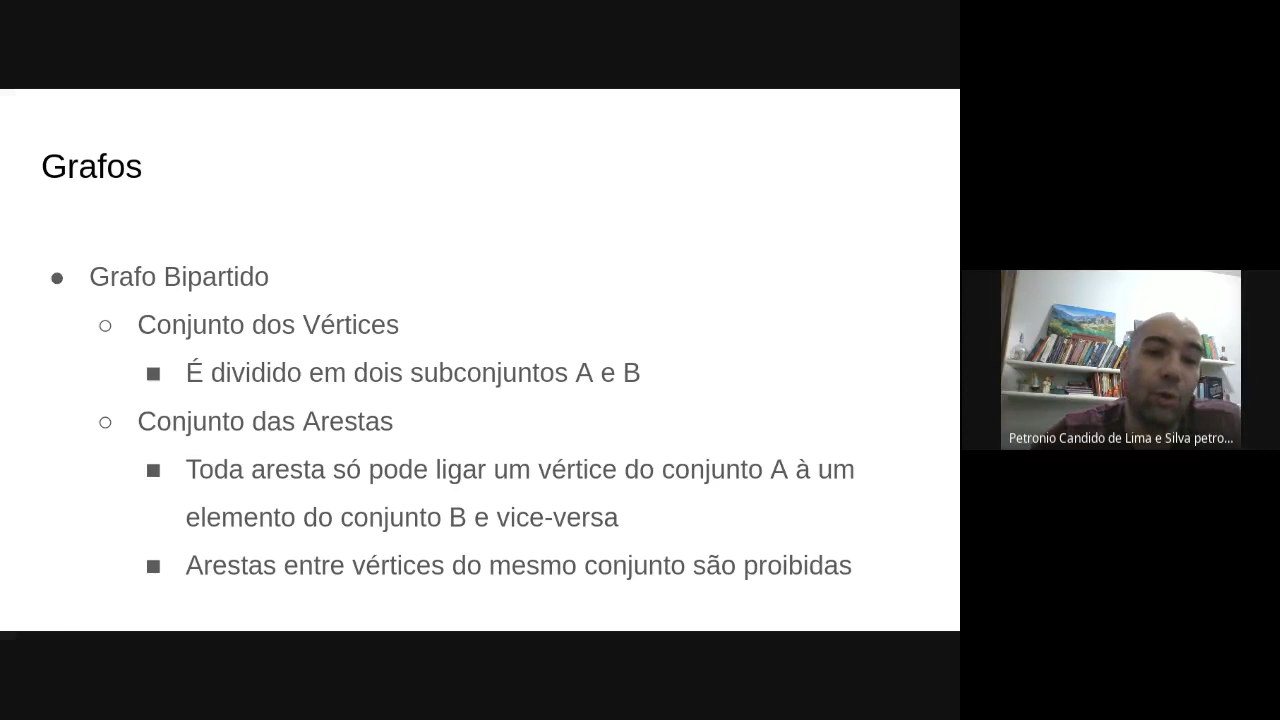 Grafos
● Grafo Bipartido
○ Conjunto dos Vértices
■ É dividido em dois subconjuntos A e B
○ Conjunto das Arestas
■ Toda aresta só pode ligar um vértice do conjunto A à um
elemento do conjunto B e vice-versa
■ Arestas entre vértices do mesmo conjunto são proibidas
Petronio Candido de Lima e Silva petro...